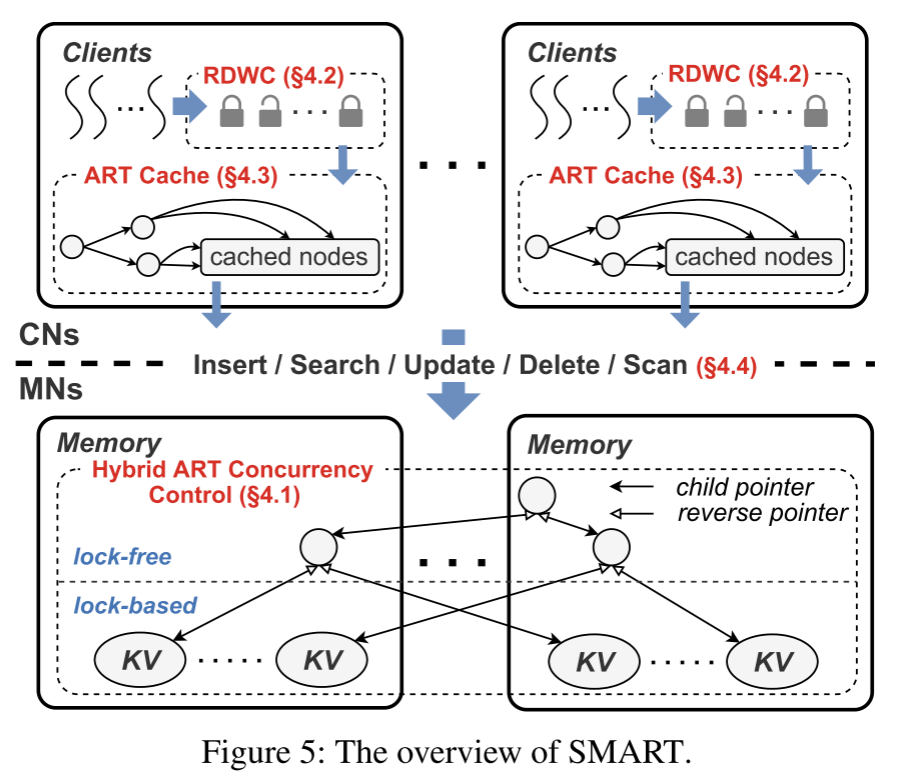 Clients
RDWC (§4.2)
...
...
ART Cache (§4.3)
cached nodes
...
Clients
RDWC (§4.2)
...
...
ART Cache (§4.3)
cached nodes
CNs
Insert / Search / Update / Delete / Scan (§4.4)
MNs
Memory
Memory
Hybrid ART Concurrency
Control (§4.1)
child pointer
reverse pointer
lock-free
...
lock-based
KV ..... KV
KV ..... KV
Figure 5: The overview of SMART.